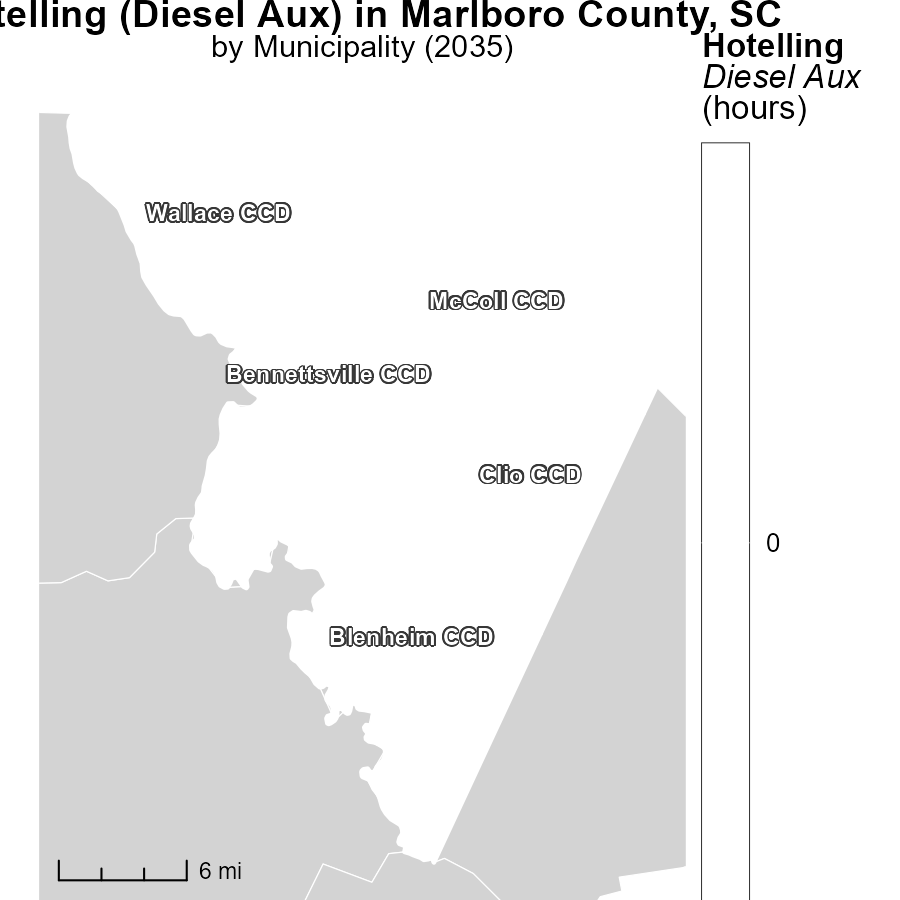 telling (Diesel Aux) in Marlboro County, SC
by Municipality (2035)
Hotelling
Diesel Aux
(hours)
Wallace CCD
McColl CCD
Bennettsville CCD
Clio CCD
0
Blenheim CCD
6 mi